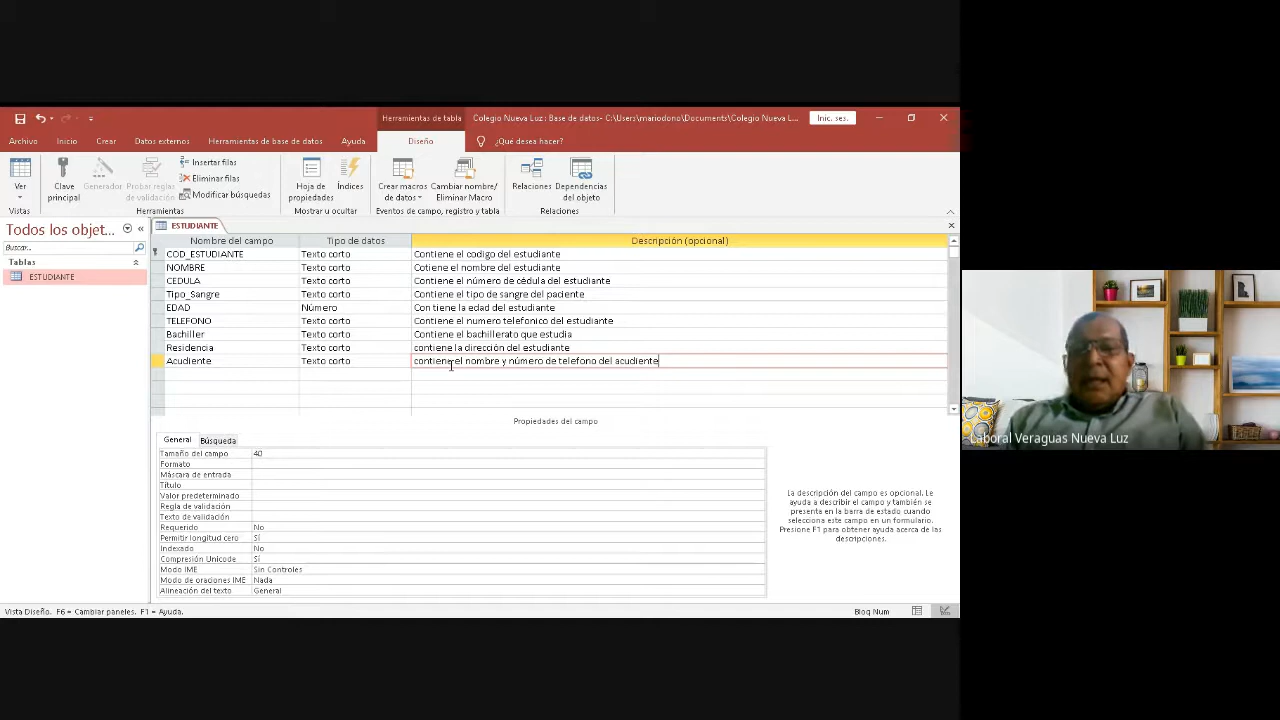 Herramientas de tabla
Colegio Nueva Luz : Base de datos- C:\Users\mariodono\Documents\Colegio Nueva L...
Inic. ses.
Archivo
Inicio
Crear
Datos externos
Herramientas de base de datos
Ayuda
Diseño
¿Qué desea hacer?
Ver
Clave principal
Generador
Probar reglas de validación
Insertar filas
Eliminar filas
Modificar búsquedas
Hoja de propiedades
Índices
Crear macros de datos
Cambiar nombre/ Eliminar Macro
Relaciones
Dependencias del objeto
Vistas
Herramientas
Mostrar u ocultar
Eventos de campo, registro y tabla
Relaciones
Todos los objet...
Buscar...
Tablas
ESTUDIANTE
ESTUDIANTE
Nombre del campo Tipo de datos Descripción (opcional)
COD_ESTUDIANTE Texto corto Contiene el codigo del estudiante
NOMBRE Texto corto Cotiene el nombre del estudiante
CEDULA Texto corto Contiene el número de cédula del estudiante
Tipo_Sangre Texto corto Contiene el tipo de sangre del paciente
EDAD Número Con tiene la edad del estudiante
TELEFONO Texto corto Contiene el numero telefonico del estudiante
Bachiller Texto corto Contiene el bachillerato que estudia
Residencia Texto corto contiene la dirección del estudiante
Acudiente Texto corto contiene el nombre y número de telefono del acudiente
Propiedades del campo
General Búsqueda
Tamaño del campo 40
Formato
Máscara de entrada
Título
Valor predeterminado
Regla de validación
Texto de validación
Requerido No
Permitir longitud cero Sí
Indexado No
Compresión Unicode Sí
Modo IME Sin Controles
Modo de oraciones IME Nada
Alineación del texto General
La descripción del campo es opcional. Le
ayuda a describir el campo y también se
presenta en la barra de estado cuando
selecciona este campo en un formulario.
Presione F1 para obtener ayuda acerca de las
descripciones.
Vista Diseño. F6 = Cambiar paneles. F1 = Ayuda.
Bloq Num
Laboral Veraguas Nueva Luz